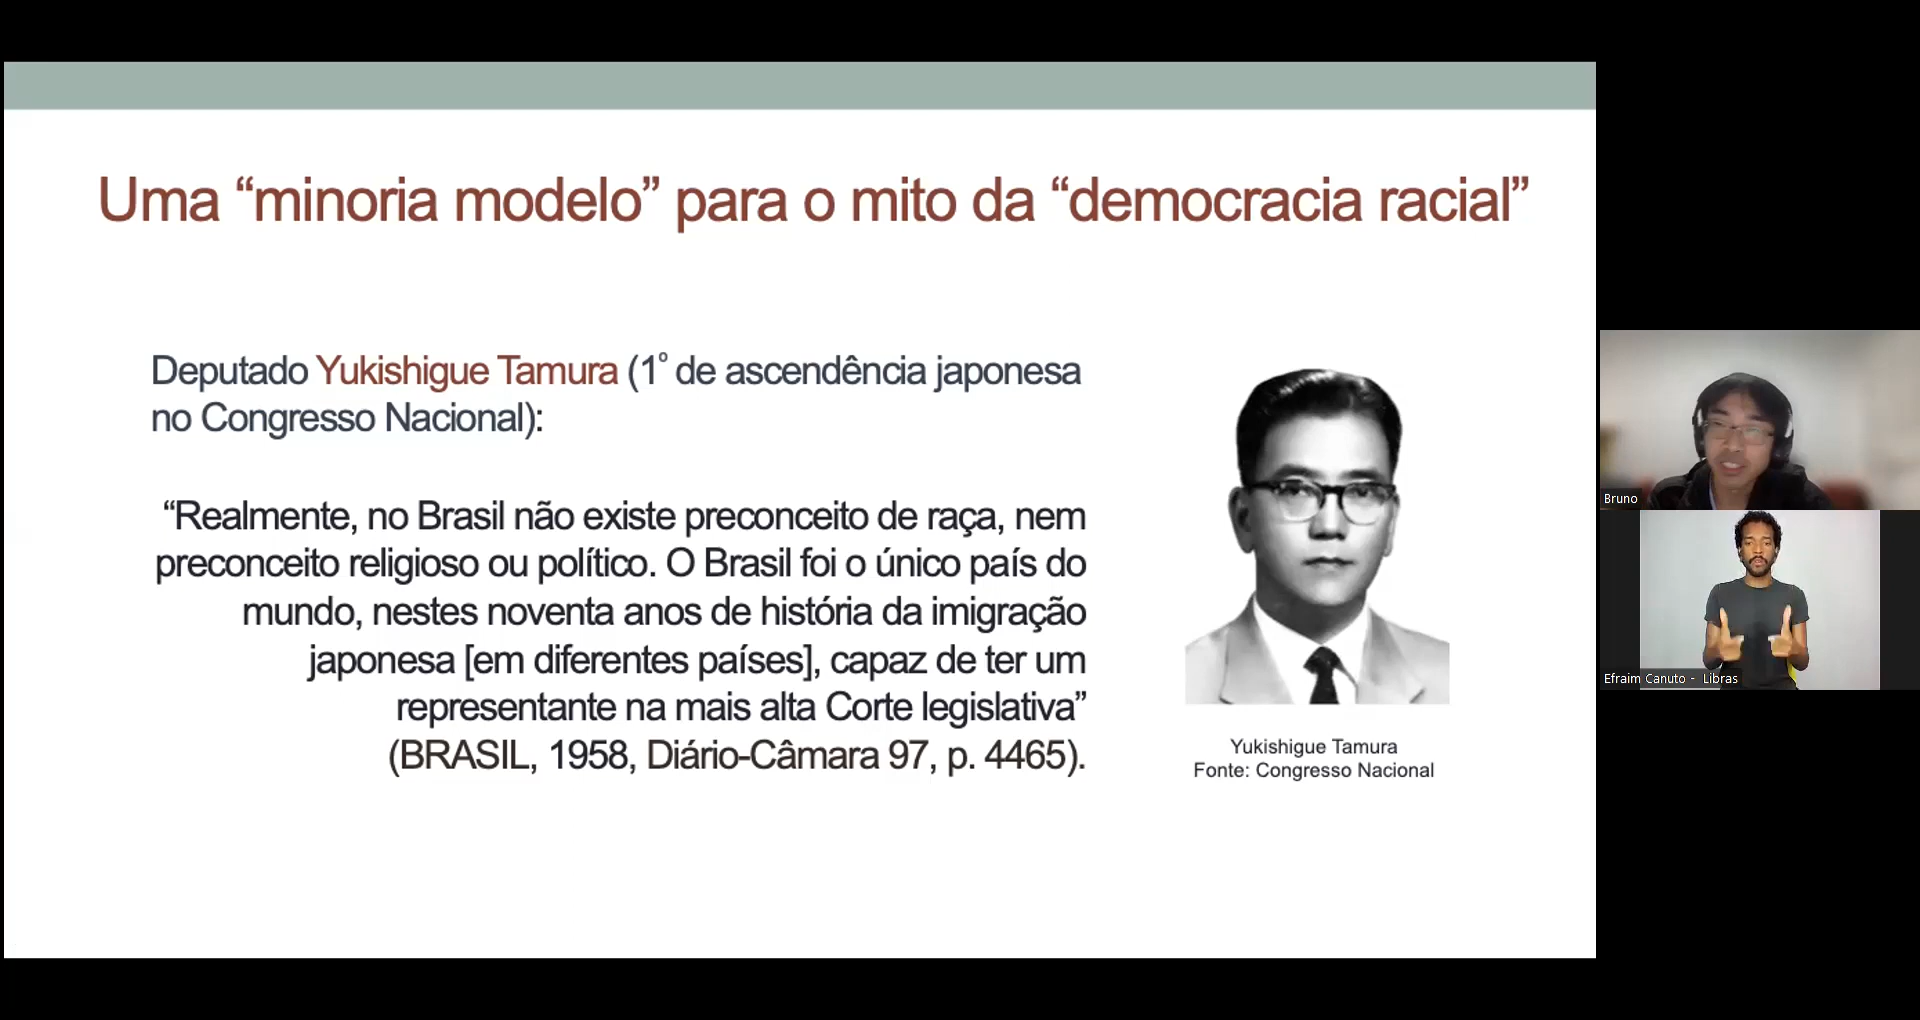 Uma “minoria modelo” para o mito da “democracia racial”
Deputado Yukishigue Tamura (1º de ascendência japonesa
no Congresso Nacional):
“Realmente, no Brasil não existe preconceito de raça, nem
preconceito religioso ou político. O Brasil foi o único país do
mundo, nestes noventa anos de história da imigração
japonesa [em diferentes países], capaz de ter um
representante na mais alta Corte legislativa”
(BRASIL, 1958, Diário-Câmara 97, p. 4465).
Yukishigue Tamura
Fonte: Congresso Nacional
Bruno
Efraim Canuto - Libras